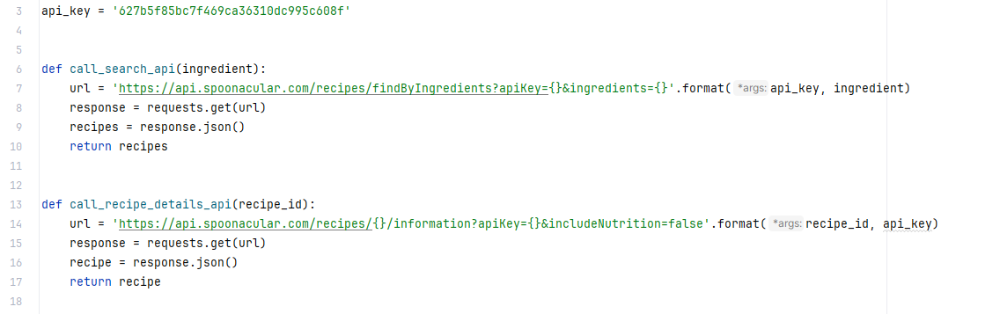 3 api_key = '627b5f85bc7f469ca36310dc995c608f'
4
5
6 def call_search_api(ingredient):
7     url = 'https://api.spoonacular.com/recipes/findByIngredients?apiKey={}&ingredients={}'.format( *args: api_key, ingredient)
8     response = requests.get(url)
9     recipes = response.json()
10     return recipes
11
12
13 def call_recipe_details_api(recipe_id):
14     url = 'https://api.spoonacular.com/recipes/{}/information?apiKey={}&includeNutrition=false'.format( *args: recipe_id, api_key)
15     response = requests.get(url)
16     recipe = response.json()
17     return recipe
18